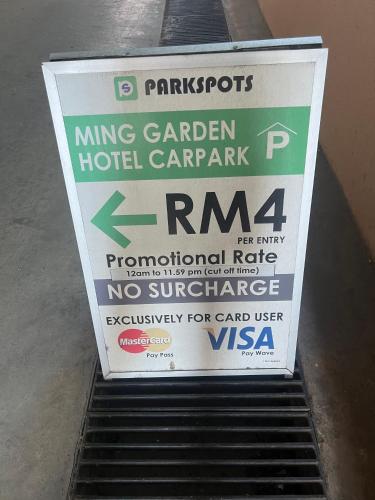 PARKSPOTS
MING GARDEN
HOTEL CARPARK
P
RM4
PER ENTRY
Promotional Rate
12am to 11.59 pm (cut off time)
NO SURCHARGE
EXCLUSIVELY FOR CARD USER
MasterCard
VISA
Pay Pass
Pay Wave